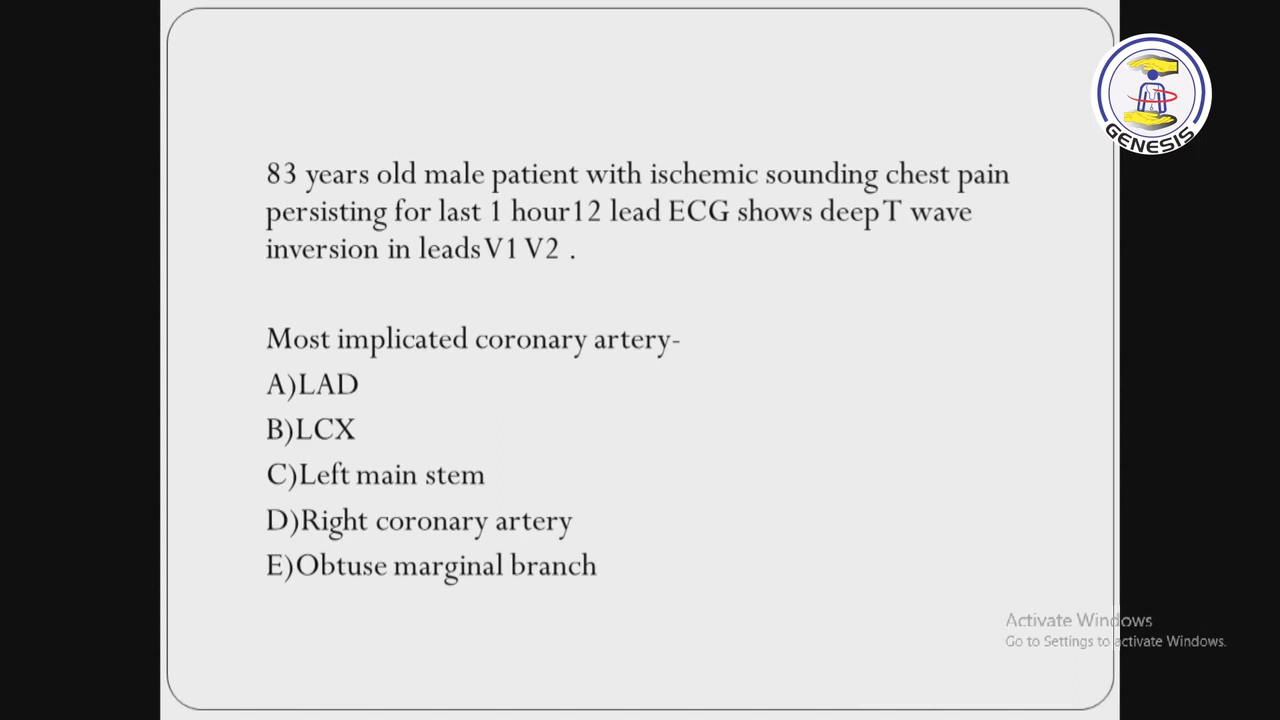 GENESIS
83 years old male patient with ischemic sounding chest pain
persisting for last 1 hour12 lead ECG shows deep T wave
inversion in leads V1 V2 .
Most implicated coronary artery-
A)LAD
B)LCX
C)Left main stem
D)Right coronary artery
E)Obtuse marginal branch
Activate Windows
Go to Settings to activate Windows.